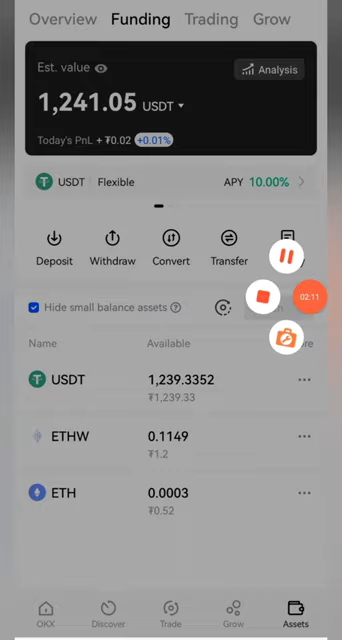 Overview Funding Trading Grow
Est. value
Analysis
1,241.05 USDT
Today's PnL + ₮0.02 +0.01%
USDT Flexible APY 10.00%
Deposit Withdraw Convert Transfer
Hide small balance assets
02:11
Name Available
USDT 1,239.3352
₮1,239.33
ETHW 0.1149
₮1.2
ETH 0.0003
₮0.52
OKX Discover Trade Grow Assets